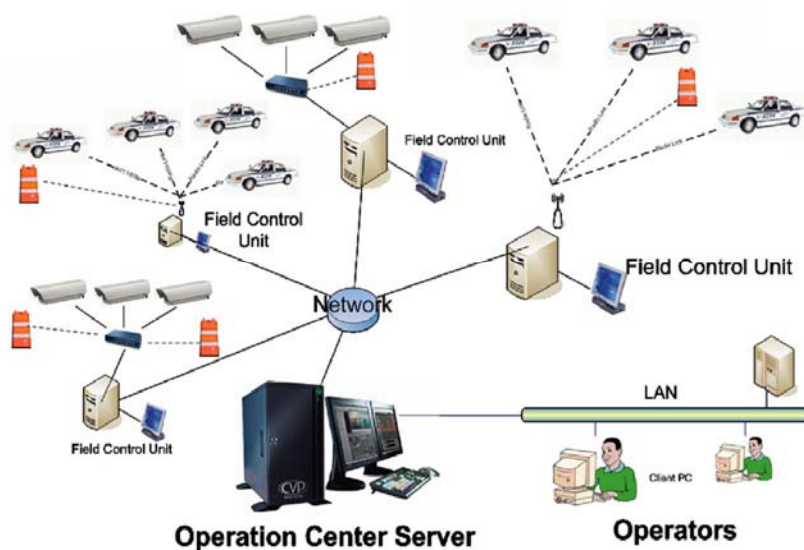 Field Control Unit
Field Control
Unit
Field Control Unit
Network
LAN
Field Control Unit
CVP
Client PC
Operation Center Server
Operators